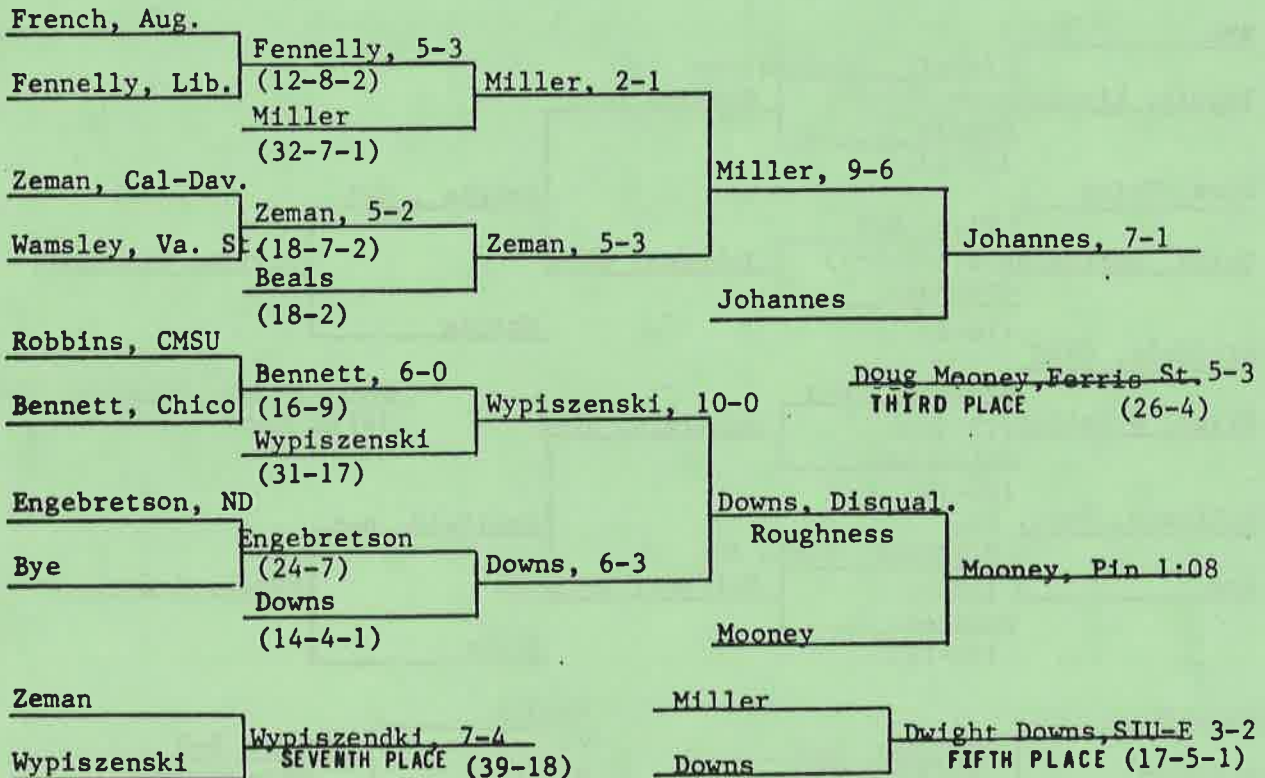 French, Aug.
Fennelly, 5-3
Fennelly, Lib.
(12-8-2)
Miller, 2-1
Miller
(32-7-1)
Miller, 9-6
Zeman, Cal-Dav.
Zeman, 5-2
Wamsley, Va. St.
(18-7-2)
Zeman, 5-3
Johannes, 7-1
Beals
(18-2)
Johannes
Robbins, CMSU
Bennett, 6-0
Doug Mooney, Ferris St. 5-3
THIRD PLACE (26-4)
Bennett, Chico
(16-9)
Wypiszenski, 10-0
Wypiszenski
(31-17)
Engebretson, ND
Downs, Disqual.
Roughness
Engebretson
Bye
(24-7)
Downs, 6-3
Mooney, Pin 1:08
Downs
(14-4-1)
Mooney
Zeman
Wypiszendki, 7-4
SEVENTH PLACE (39-18)
Wypiszenski
Miller
Dwight Downs, SIU-E 3-2
FIFTH PLACE (17-5-1)
Downs